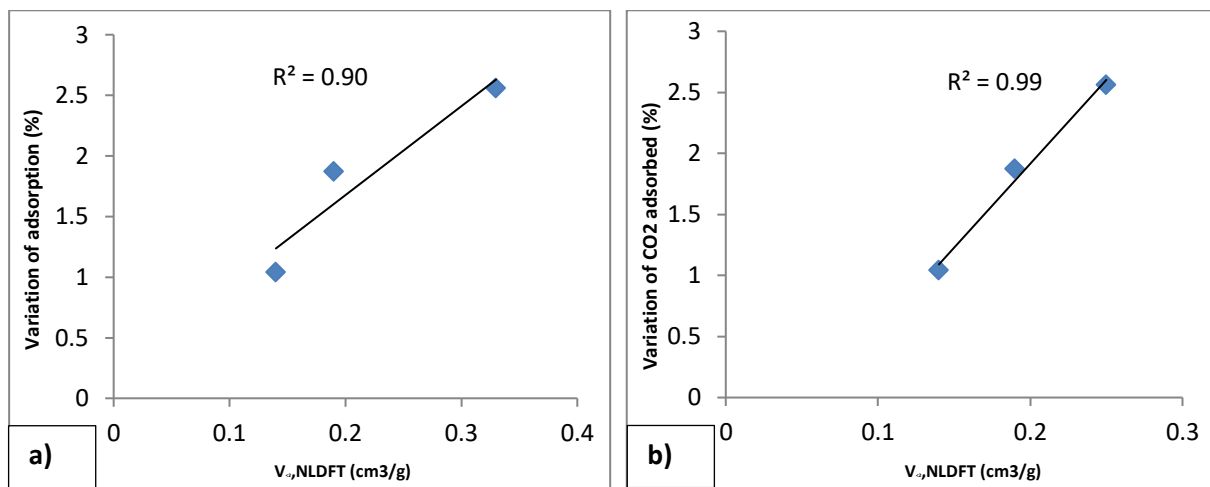 3
2.5
2
1.5
1
0.5
0
R² = 0.90
Variation of adsorption (%)
0 0.1 0.2 0.3 0.4
V ,NLDFT (cm3/g)
a)
3
2.5
2
1.5
1
0.5
0
R² = 0.99
Variation of CO2 adsorbed (%)
0 0.1 0.2 0.3
V ,NLDFT (cm3/g)
b)